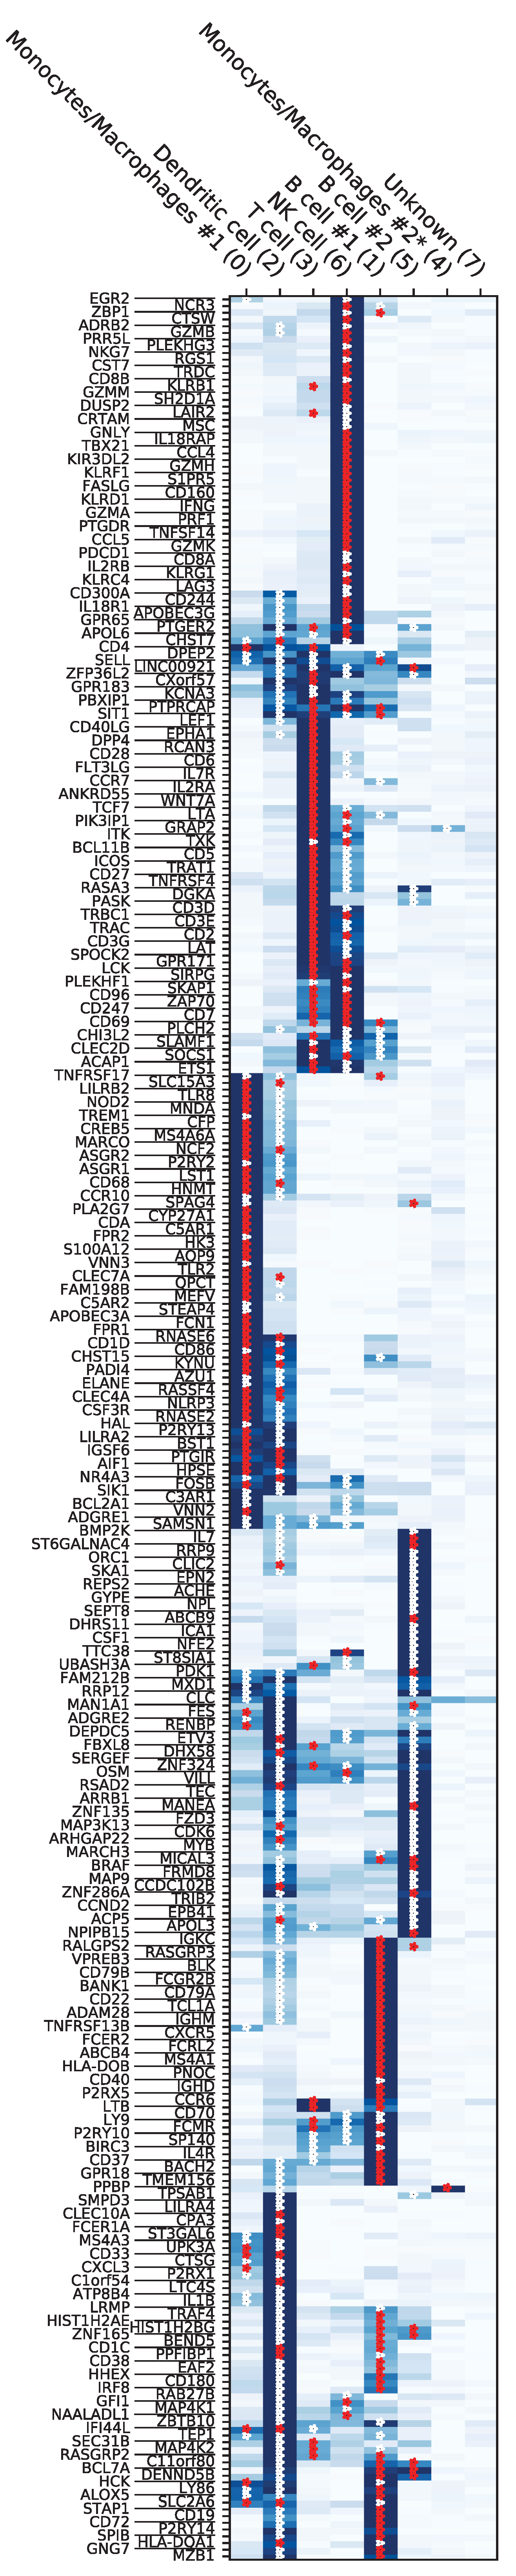 Monocytes/Macrophages #1 (0)
Dendritic cell (2)
T cell (3)
NK cell (6)
B cell #1 (1)
B cell #2 (5)
Monocytes/Macrophages #2* (4)
Unknown (7)
EGR2
NCR3
ZBP1
CTSW
ADRB2
GZMB
PRR5L
PLEKHG3
NKG7
RGS1
CST7
TRDC
CD8B
KLRB1
GZMM
SH2D1A
DUSP2
LAIR2
CRTAM
MSC
GNLY
IL18RAP
TBX21
CCL4
KIR3DL2
GZMH
KLRF1
S1PR5
FASLG
CD160
KLRD1
IFNG
GZMA
PRF1
PTGDR
TNFSF14
CCL5
GZMK
PDCD1
CD8A
IL2RB
KLRG1
KLRC4
LAG3
CD300A
CD244
IL18R1
APOBEC3G
GPR65
PTGER2
APOL6
CHST7
CD4
DPEP2
SELL
LINC00921
ZFP36L2
CXorf57
GPR183
KCNA3
PBXIP1
PTPRCAP
SIT1
LEF1
CD40LG
EPHA1
DPP4
RCAN3
CD28
CD6
FLT3LG
IL7R
CCR7
IL2RA
ANKRD55
WNT7A
TCF7
LTA
PIK3IP1
GRAP2
ITK
TXK
BCL11B
CD5
ICOS
TRAT1
CD27
TNFRSF4
RASA3
DGKA
PASK
CD3D
TRBC1
CD3E
TRAC
CD2
CD3G
LAT
SPOCK2
GPR171
LCK
SIRPG
PLEKHF1
SKAP1
CD96
ZAP70
CD247
CD7
CD69
PLCH2
CHI3L2
SLAMF1
CLEC2D
SOCS1
ACAP1
ETS1
TNFRSF17
SLC15A3
LILRB2
TLR8
NOD2
MNDA
TREM1
CFP
CREB5
MS4A6A
MARCO
NCF2
ASGR2
P2RY2
ASGR1
LST1
CD68
HNMT
CCR10
SPAG4
PLA2G7
CYP27A1
CDA
C5AR1
FPR2
HK3
S100A12
AQP9
VNN3
TLR2
CLEC7A
QPCT
FAM198B
MEFV
C5AR2
STEAP4
APOBEC3A
FCN1
FPR1
RNASE6
CD1D
CD86
CHST15
KYNU
PADI4
AZU1
ELANE
RASSF4
CLEC4A
NLRP3
CSF3R
RNASE2
HAL
P2RY13
LILRA2
BST1
IGSF6
PTGIR
AIF1
HPSE
NR4A3
FOSB
SIK1
C3AR1
BCL2A1
VNN2
ADGRE1
SAMSN1
BMP2K
IL7
ST6GALNAC4
RRP9
ORC1
CLIC2
SKA1
EPN2
REPS2
ACHE
GYPE
NPL
SEPT8
ABCB9
DHRS11
ICA1
CSF1
NFE2
TTC38
ST8SIA1
UBASH3A
PDK1
FAM212B
MXD1
RRP12
CLC
MAN1A1
FES
ADGRE2
RENBP
DEPDC5
ETV3
FBXL8
DHX58
SERGEF
ZNF324
OSM
VILL
RSAD2
TEC
ARRB1
MANEA
ZNF135
FZD3
MAP3K13
CDK6
ARHGAP22
MYB
MARCH3
MICAL3
BRAF
FRMD8
MAP9
CCDC102B
ZNF286A
TRIB2
CCND2
EPB41
ACP5
APOL3
NPIPB15
IGKC
RALGPS2
RASGRP3
VPREB3
BLK
CD79B
FCGR2B
BANK1
CD79A
CD22
TCL1A
ADAM28
IGHM
TNFRSF13B
CXCR5
FCER2
FCRL2
ABCB4
MS4A1
HLA-DOB
PNOC
CD40
IGHD
P2RX5
CCR6
LTB
CD70
LY9
FCMR
P2RY10
SP140
BIRC3
IL4R
CD37
BACH2
GPR18
TMEM156
PPBP
TPSAB1
SMPD3
LILRA4
CLEC10A
CPA3
FCER1A
ST3GAL6
MS4A3
UPK3A
CD33
CTSG
CXCL3
P2RX1
C1orf54
LTC4S
ATP8B4
IL1B
LRMP
TRAF4
HIST1H2AE
HIST1H2BG
ZNF165
BEND5
CD1C
PPFIBP1
CD38
EAF2
HHEX
CD180
IRF8
RAB27B
GFI1
MAP4K1
NAALADL1
ZBTB10
IFI44L
TEP1
SEC31B
MAP4K2
RASGRP2
C11orf80
BCL7A
DENND5B
HCK
LY86
ALOX5
SLC2A6
STAP1
CD19
CD72
P2RY14
SPIB
HLA-DQA1
GNG7
MZB1